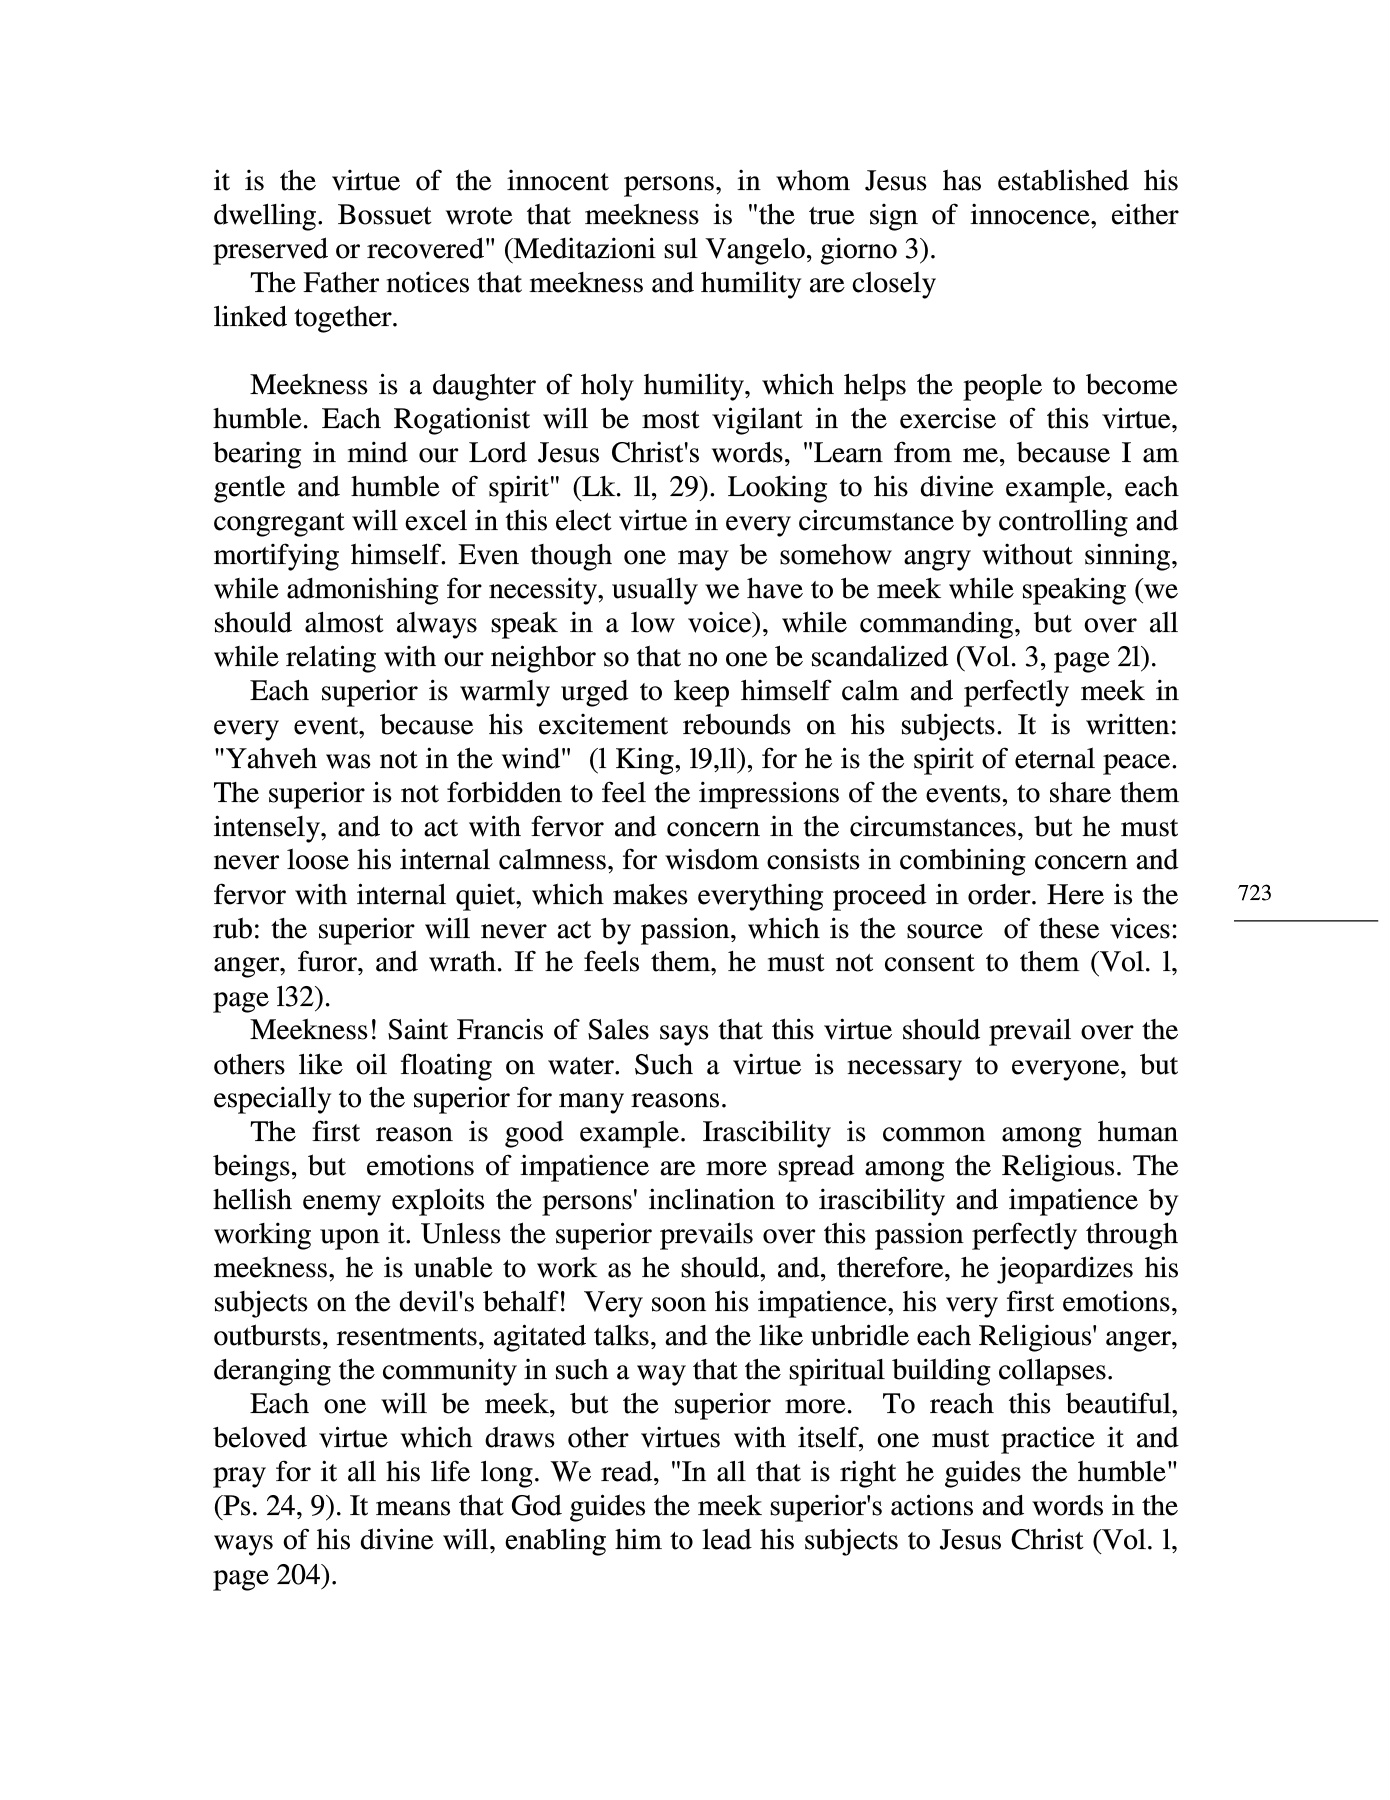 it is the virtue of the innocent persons, in whom Jesus has established his
dwelling. Bossuet wrote that meekness is "the true sign of innocence, either
preserved or recovered" (Meditazioni sul Vangelo, giorno 3).
The Father notices that meekness and humility are closely
linked together.
Meekness is a daughter of holy humility, which helps the people to become
humble. Each Rogationist will be most vigilant in the exercise of this virtue,
bearing in mind our Lord Jesus Christ's words, "Learn from me, because I am
gentle and humble of spirit" (Lk. ll, 29). Looking to his divine example, each
congregant will excel in this elect virtue in every circumstance by controlling and
mortifying himself. Even though one may be somehow angry without sinning,
while admonishing for necessity, usually we have to be meek while speaking (we
should almost always speak in a low voice), while commanding, but over all
while relating with our neighbor so that no one be scandalized (Vol. 3, page 2l).
Each superior is warmly urged to keep himself calm and perfectly meek in
every event, because his excitement rebounds on his subjects. It is written:
"Yahveh was not in the wind"  (l King, l9,ll), for he is the spirit of eternal peace.
The superior is not forbidden to feel the impressions of the events, to share them
intensely, and to act with fervor and concern in the circumstances, but he must
never loose his internal calmness, for wisdom consists in combining concern and
fervor with internal quiet, which makes everything proceed in order. Here is the
rub: the superior will never act by passion, which is the source  of these vices:
anger, furor, and wrath. If he feels them, he must not consent to them (Vol. l,
page l32).
Meekness! Saint Francis of Sales says that this virtue should prevail over the
others like oil floating on water. Such a virtue is necessary to everyone, but
especially to the superior for many reasons.
The first reason is good example. Irascibility is common among human
beings, but  emotions of impatience are more spread among the Religious. The
hellish enemy exploits the persons' inclination to irascibility and impatience by
working upon it. Unless the superior prevails over this passion perfectly through
meekness, he is unable to work as he should, and, therefore, he jeopardizes his
subjects on the devil's behalf!  Very soon his impatience, his very first emotions,
outbursts, resentments, agitated talks, and the like unbridle each Religious' anger,
deranging the community in such a way that the spiritual building collapses.
Each one will be meek, but the superior more.  To reach this beautiful,
beloved virtue which draws other virtues with itself, one must practice it and
pray for it all his life long. We read, "In all that is right he guides the humble"
(Ps. 24, 9). It means that God guides the meek superior's actions and words in the
ways of his divine will, enabling him to lead his subjects to Jesus Christ (Vol. l,
page 204).
723